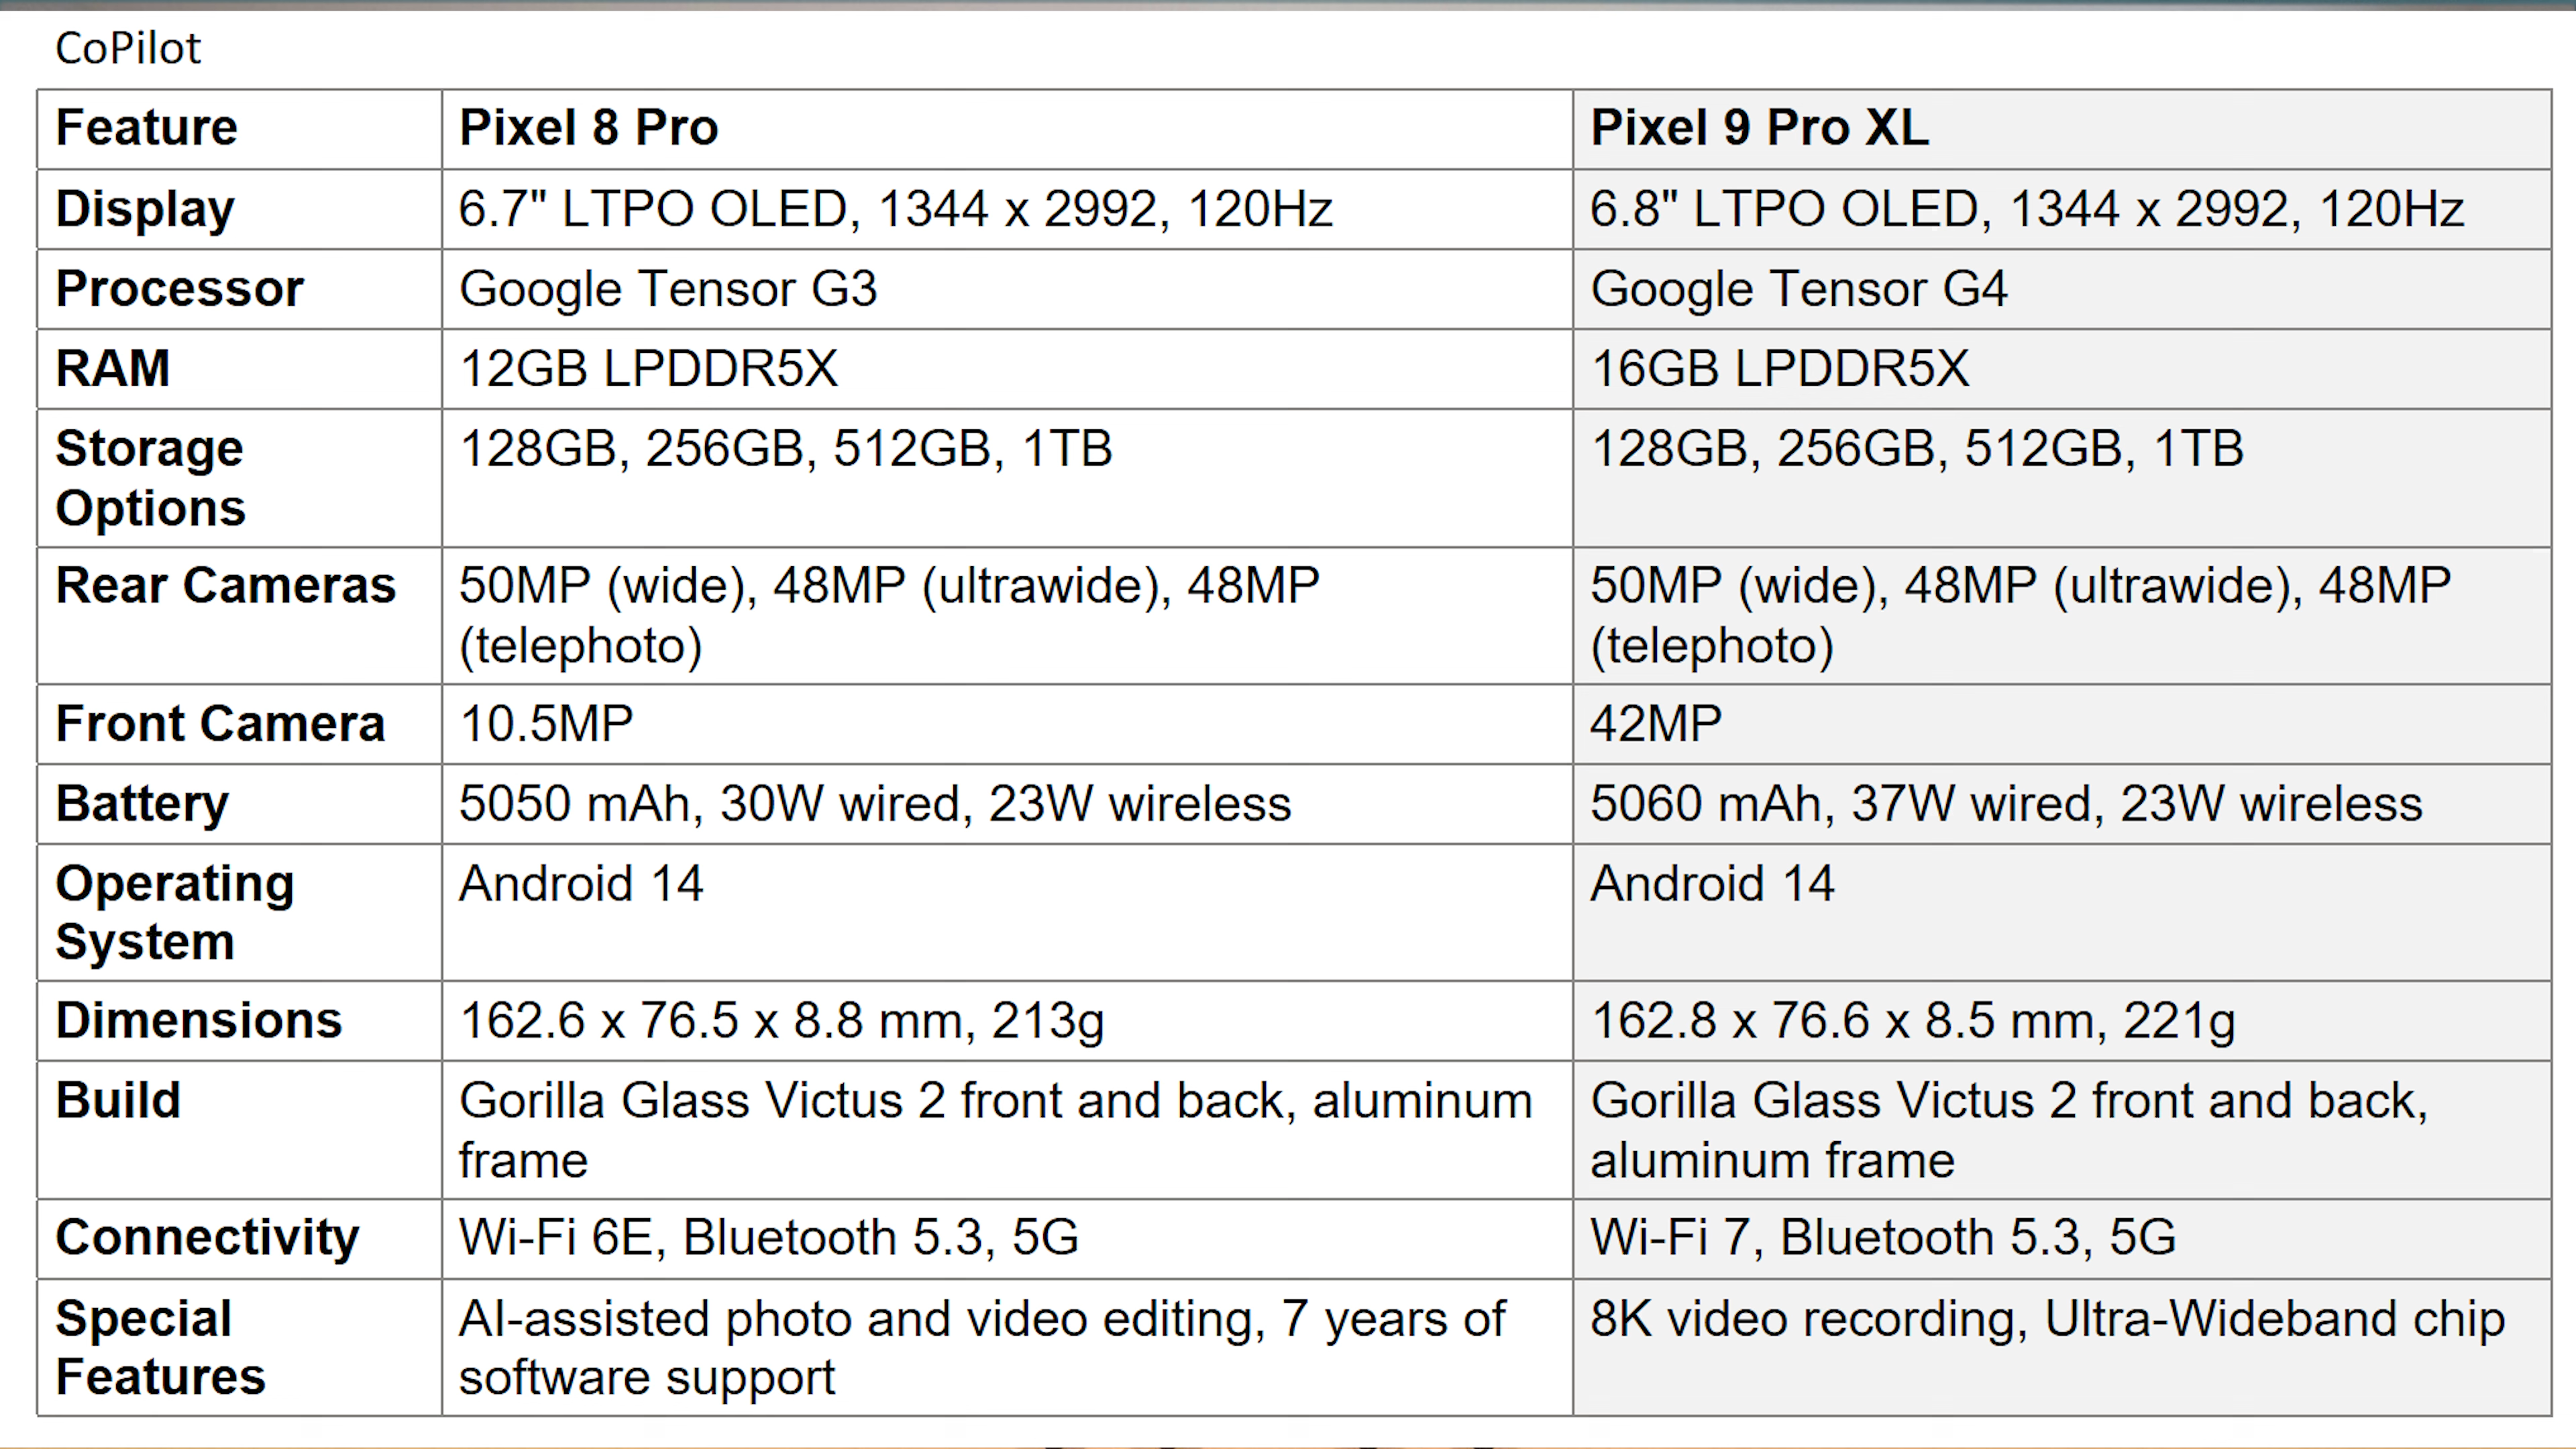 CoPilot
Feature Pixel 8 Pro Pixel 9 Pro XL
Display 6.7" LTPO OLED, 1344 x 2992, 120Hz 6.8" LTPO OLED, 1344 x 2992, 120Hz
Processor Google Tensor G3 Google Tensor G4
RAM 12GB LPDDR5X 16GB LPDDR5X
Storage 128GB, 256GB, 512GB, 1TB 128GB, 256GB, 512GB, 1TB
Options
Rear Cameras 50MP (wide), 48MP (ultrawide), 48MP 50MP (wide), 48MP (ultrawide), 48MP
(telephoto) (telephoto)
Front Camera 10.5MP 42MP
Battery 5050 mAh, 30W wired, 23W wireless 5060 mAh, 37W wired, 23W wireless
Operating Android 14 Android 14
System
Dimensions 162.6 x 76.5 x 8.8 mm, 213g 162.8 x 76.6 x 8.5 mm, 221g
Build Gorilla Glass Victus 2 front and back, aluminum Gorilla Glass Victus 2 front and back,
frame aluminum frame
Connectivity Wi-Fi 6E, Bluetooth 5.3, 5G Wi-Fi 7, Bluetooth 5.3, 5G
Special AI-assisted photo and video editing, 7 years of 8K video recording, Ultra-Wideband chip
Features software support